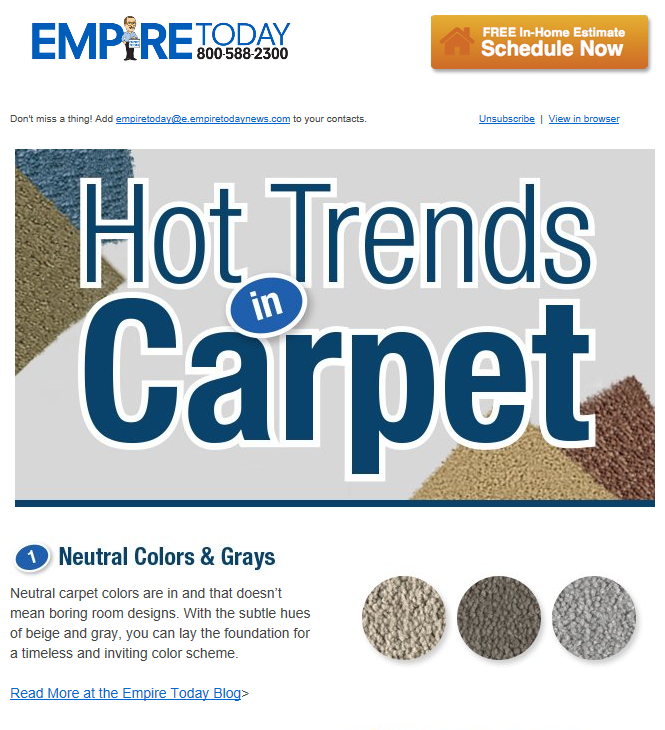 EMPIRE TODAY
800·588·2300
FREE In-Home Estimate
Schedule Now
Don't miss a thing! Add empiretoday@e.empiretodaynews.com to your contacts.
Unsubscribe | View in browser
Hot Trends
in
Carpet
1 Neutral Colors & Grays
Neutral carpet colors are in and that doesn’t
mean boring room designs. With the subtle hues
of beige and gray, you can lay the foundation for
a timeless and inviting color scheme.
Read More at the Empire Today Blog>